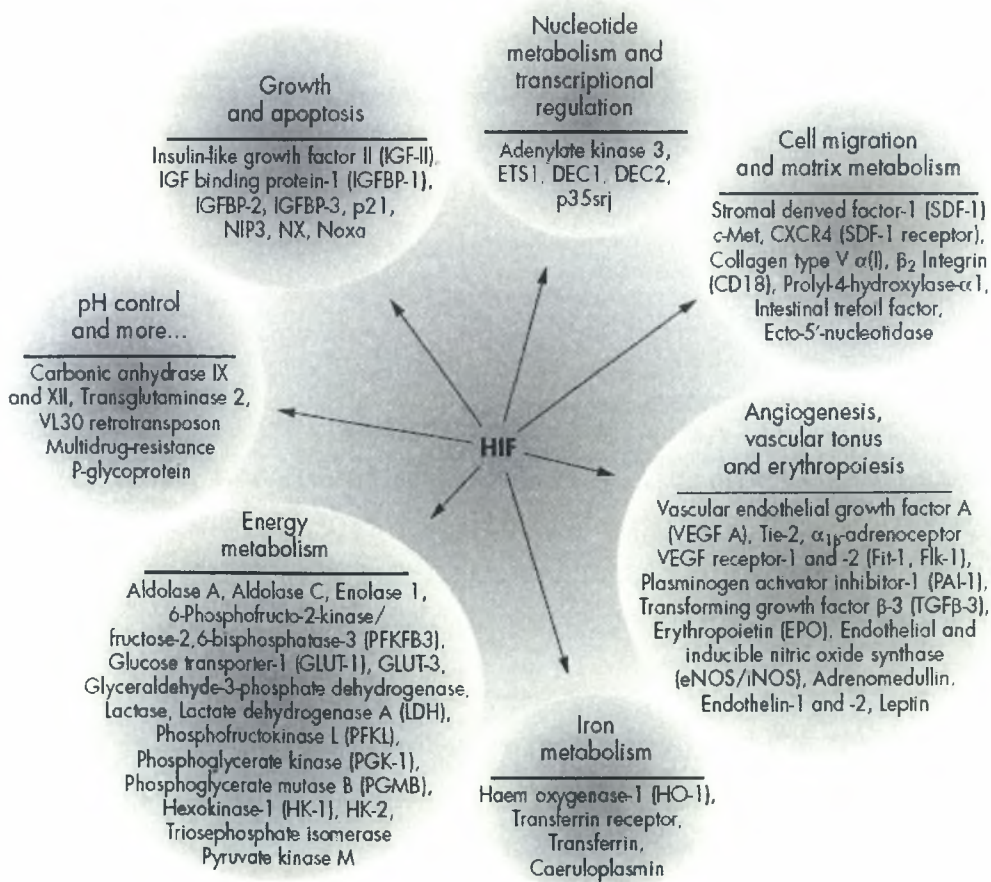 Nucleotide
metabolism and
transcriptional
regulation
Adenylate kinase 3,
ETS1, DEC1, DEC2,
p35srj
Growth
and apoptosis
Insulin-like growth factor II (IGF-II),
IGF binding protein-1 (IGFBP-1),
IGFBP-2, IGFBP-3, p21,
NIP3, NX, Noxa
Cell migration
and matrix metabolism
Stromal derived factor-1 (SDF-1)
c-Met, CXCR4 (SDF-1 receptor),
Collagen type V α(I), β2 Integrin
(CD18), Prolyl-4-hydroxylase-α1,
Intestinal trefoil factor,
Ecto-5'-nucleotidase
pH control
and more...
Carbonic anhydrase IX
and XII, Transglutaminase 2,
VL30 retrotransposon
Multidrug-resistance
P-glycoprotein
HIF
Angiogenesis,
vascular tonus
and erythropoiesis
Vascular endothelial growth factor A
(VEGF A), Tie-2, α1β-adrenoceptor
VEGF receptor-1 and -2 (Fit-1, Flk-1),
Plasminogen activator inhibitor-1 (PAI-1),
Transforming growth factor β-3 (TGFβ-3),
Erythropoietin (EPO), Endothelial and
inducible nitric oxide synthase
(eNOS/iNOS), Adrenomedullin,
Endothelin-1 and -2, Leptin
Energy
metabolism
Aldolase A, Aldolase C, Enolase 1,
6-Phosphofructo-2-kinase/
fructose-2,6-bisphosphatase-3 (PFKFB3),
Glucose transporter-1 (GLUT-1), GLUT-3,
Glyceraldehyde-3-phosphate dehydrogenase,
Lactase, Lactate dehydrogenase A (LDH),
Phosphofructokinase L (PFKL),
Phosphoglycerate kinase (PGK-1),
Phosphoglycerate mutase B (PGMB),
Hexokinase-1 (HK-1), HK-2,
Triosephosphate isomerase
Pyruvate kinase M
Iron
metabolism
Haem oxygenase-1 (HO-1),
Transferrin receptor,
Transferrin,
Caeruloplasmin